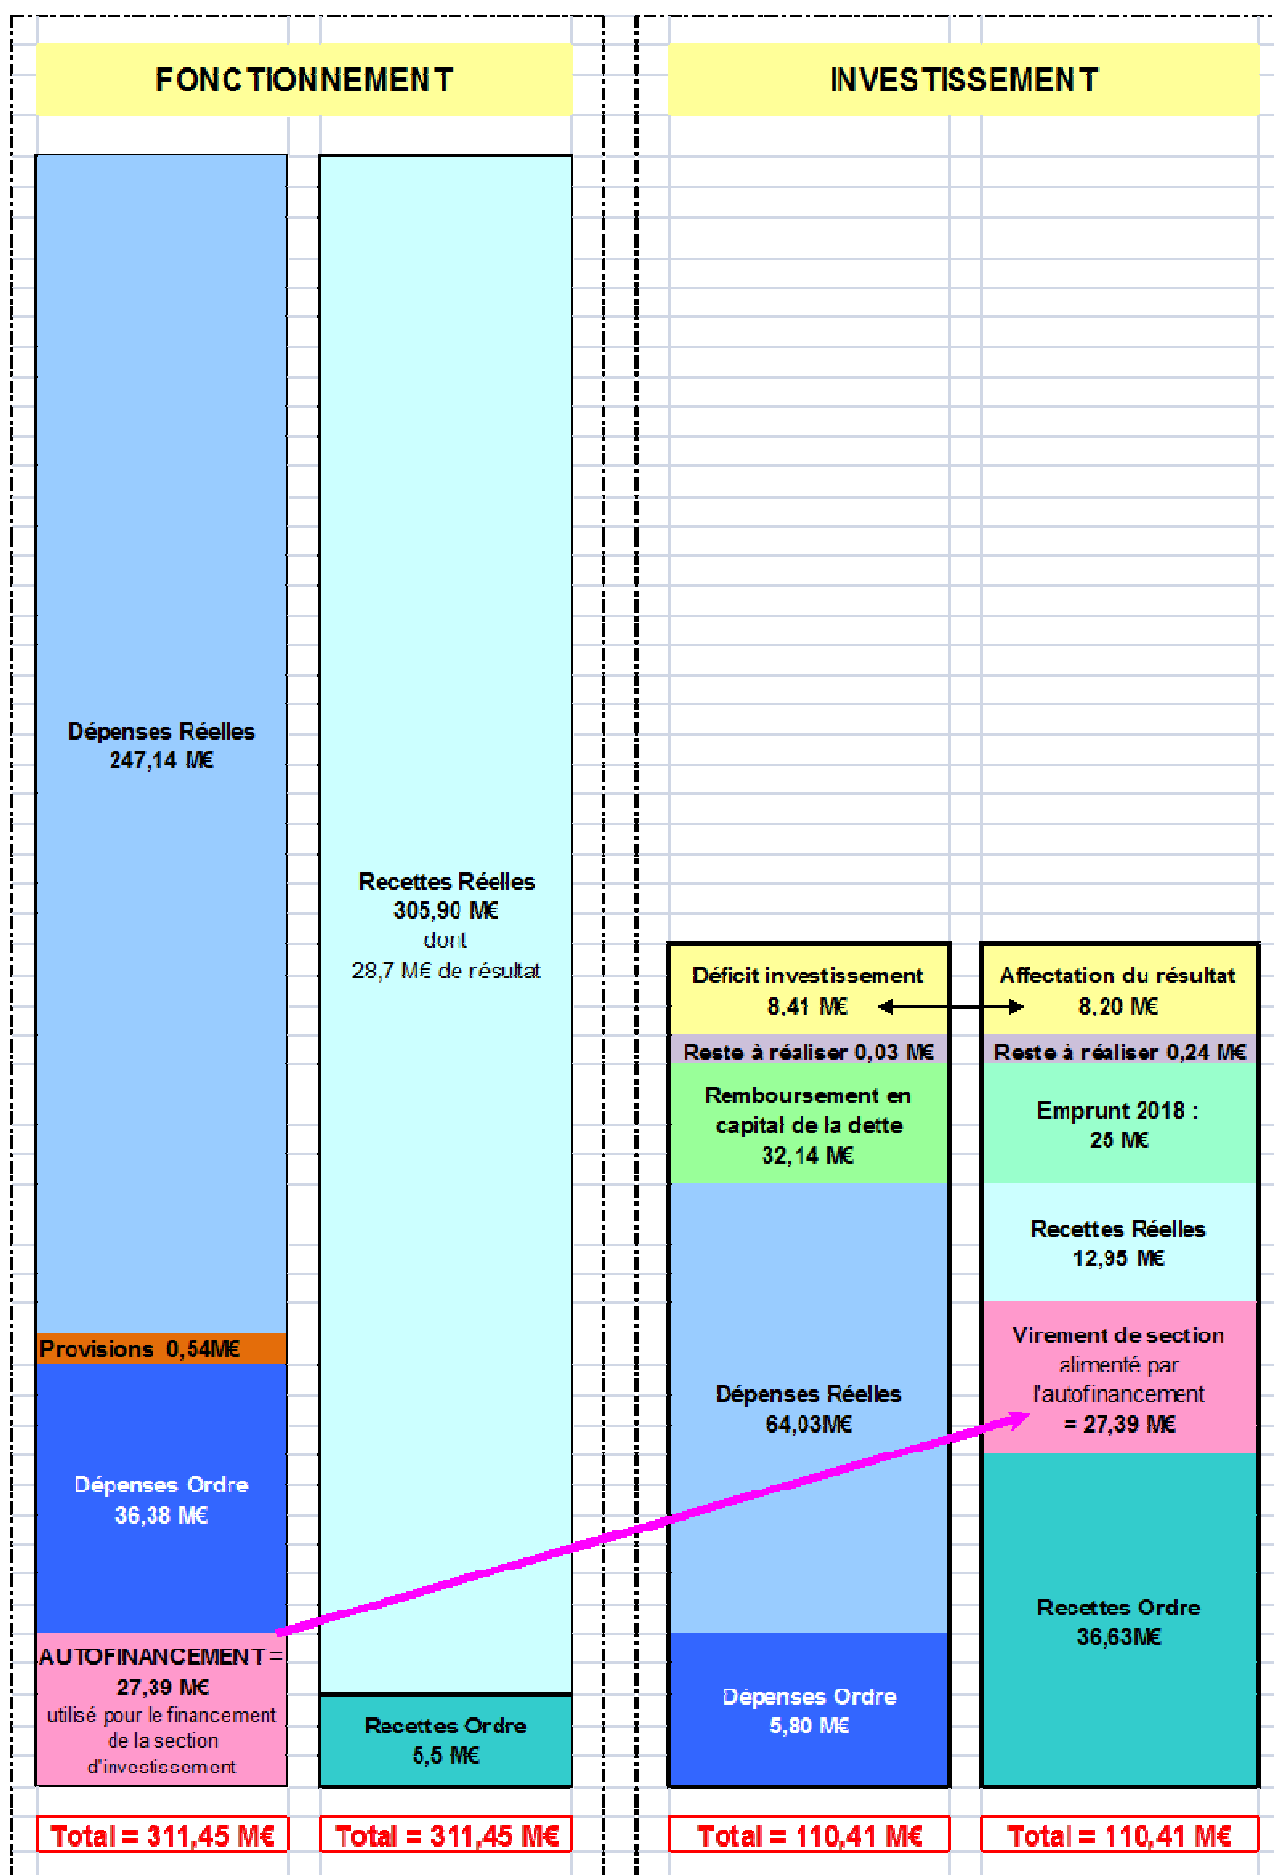 FONCTIONNEMENT
INVESTISSEMENT
Dépenses Réelles
247,14 M€
Provisions 0,54M€
Dépenses Ordre
36,38 M€
AUTOFINANCEMENT =
27,39 M€
utilisé pour le financement
de la section
d'investissement
Total = 311,45 M€
Recettes Réelles
305,90 M€
dont
28,7 M€ de résultat
Recettes Ordre
5,5 M€
Total = 311,45 M€
Déficit investissement
8,41 M€
Reste à réaliser 0,03 M€
Remboursement en
capital de la dette
32,14 M€
Dépenses Réelles
64,03M€
Dépenses Ordre
5,80 M€
Total = 110,41 M€
Affectation du résultat
8,20 M€
Reste à réaliser 0,24 M€
Emprunt 2018 :
25 M€
Recettes Réelles
12,95 M€
Virement de section
alimenté par
l'autofinancement
= 27,39 M€
Recettes Ordre
36,63M€
Total = 110,41 M€